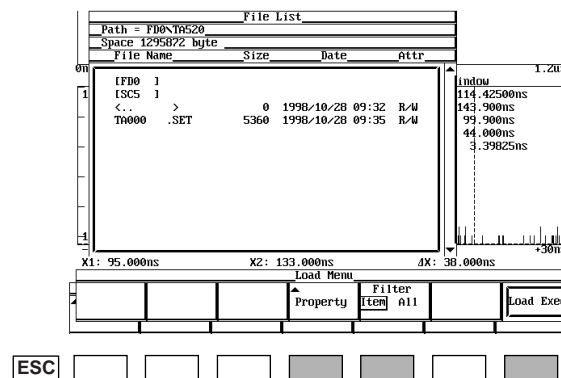 File List
Path = FD0\TA520
Space 1295872 byte
File Name Size Date Attr
0n 1.2u
[FD0 ]
[SC5 ]
<.. > 0 1998/10/28 09:32 R/W
TA000 .SET 5360 1998/10/28 09:35 R/W
indow
114.42500ns
143.900ns
99.900ns
44.000ns
3.39825ns
1
-1
+30n
X1: 95.000ns X2: 133.000ns ΔX: 38.000ns
Load Menu
Property
Filter
Item All
Load Exe
ESC